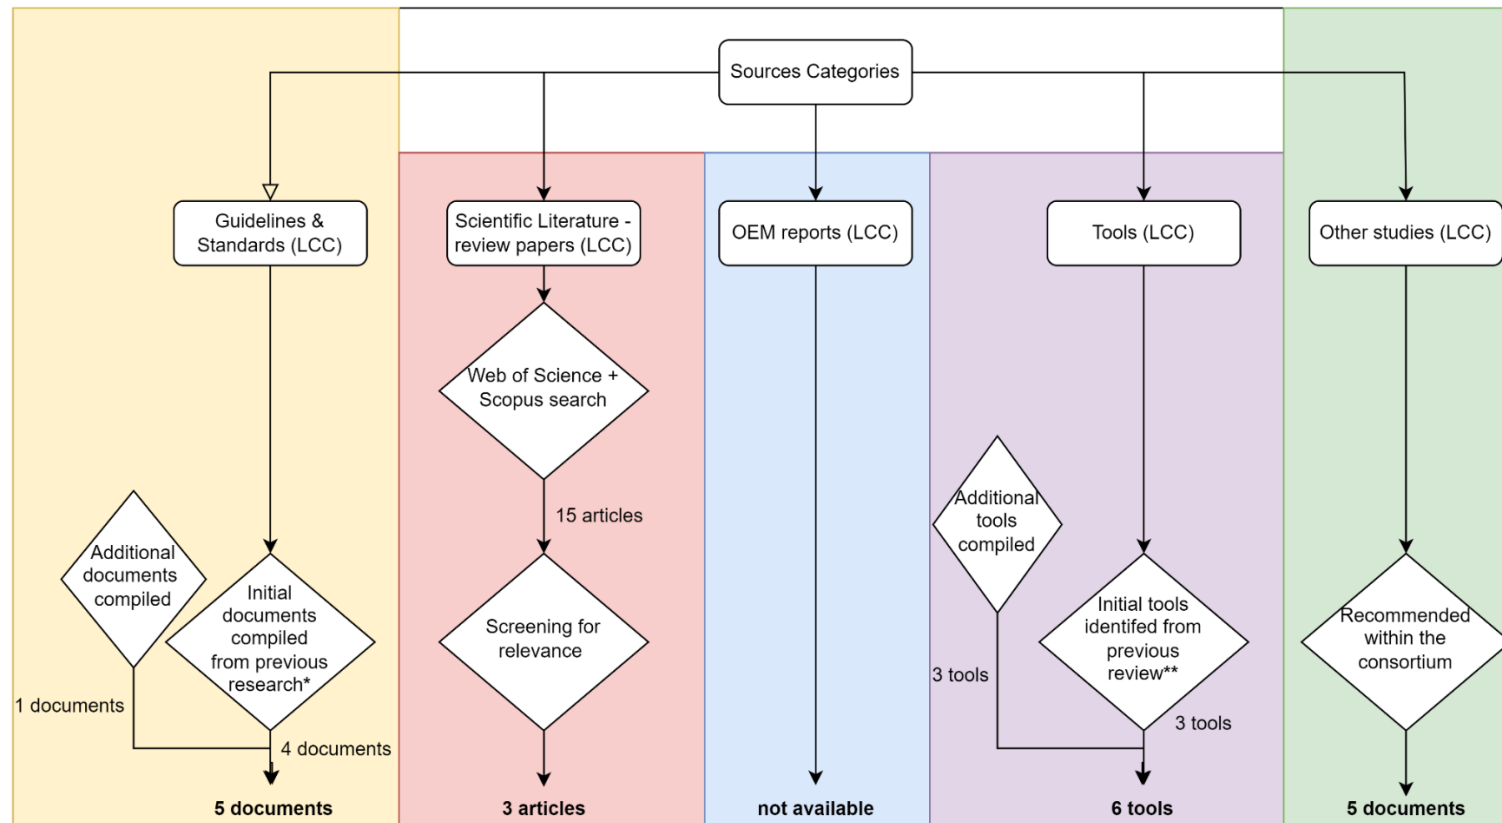 Sources Categories
Guidelines &
Standards (LCC)
Scientific Literature -
review papers (LCC)
OEM reports (LCC)
Tools (LCC)
Other studies (LCC)
Web of Science +
Scopus search
15 articles
Additional
documents
compiled
Initial
documents
compiled
from previous
research*
1 documents
4 documents
Screening for
relevance
Additional
tools
compiled
Initial tools
identifed from
previous
review**
3 tools
3 tools
Recommended
within the
consortium
5 documents
3 articles
not available
6 tools
5 documents